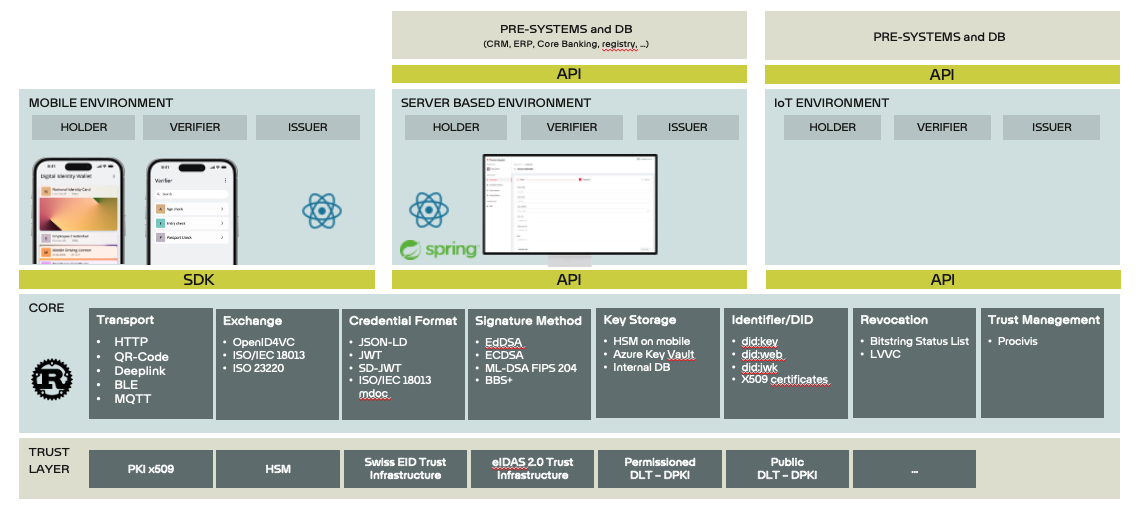 PRE-SYSTEMS and DB
(CRM, ERP, Core Banking, registry, ...)
API
PRE-SYSTEMS and DB
API
MOBILE ENVIRONMENT
HOLDER
VERIFIER
ISSUER
Digital Identity Wallet
National Identity Card
Employee Credential
Mobile Driving Licence
Verifier
Search
Age check
Entry check
Passport Check
SDK
SERVER BASED ENVIRONMENT
HOLDER
VERIFIER
ISSUER
spring
API
IoT ENVIRONMENT
HOLDER
VERIFIER
ISSUER
API
CORE
R
Transport
• HTTP
• QR-Code
• Deeplink
• BLE
• MQTT
Exchange
• OpenID4VC
• ISO/IEC 18013
• ISO 23220
Credential Format
• JSON-LD
• JWT
• SD-JWT
• ISO/IEC 18013
mdoc
Signature Method
• EdDSA
• ECDSA
• ML-DSA FIPS 204
• BBS+
Key Storage
• HSM on mobile
• Azure Key Vault
• Internal DB
Identifier/DID
• did:key
• did:web
• did:jwk
• X509 certificates
Revocation
• Bitstring Status List
• LVVC
Trust Management
• Procivis
TRUST
LAYER
PKI x509
HSM
Swiss EID Trust
Infrastructure
eIDAS 2.0 Trust
Infrastructure
Permissioned
DLT – DPKI
Public
DLT – DPKI
...